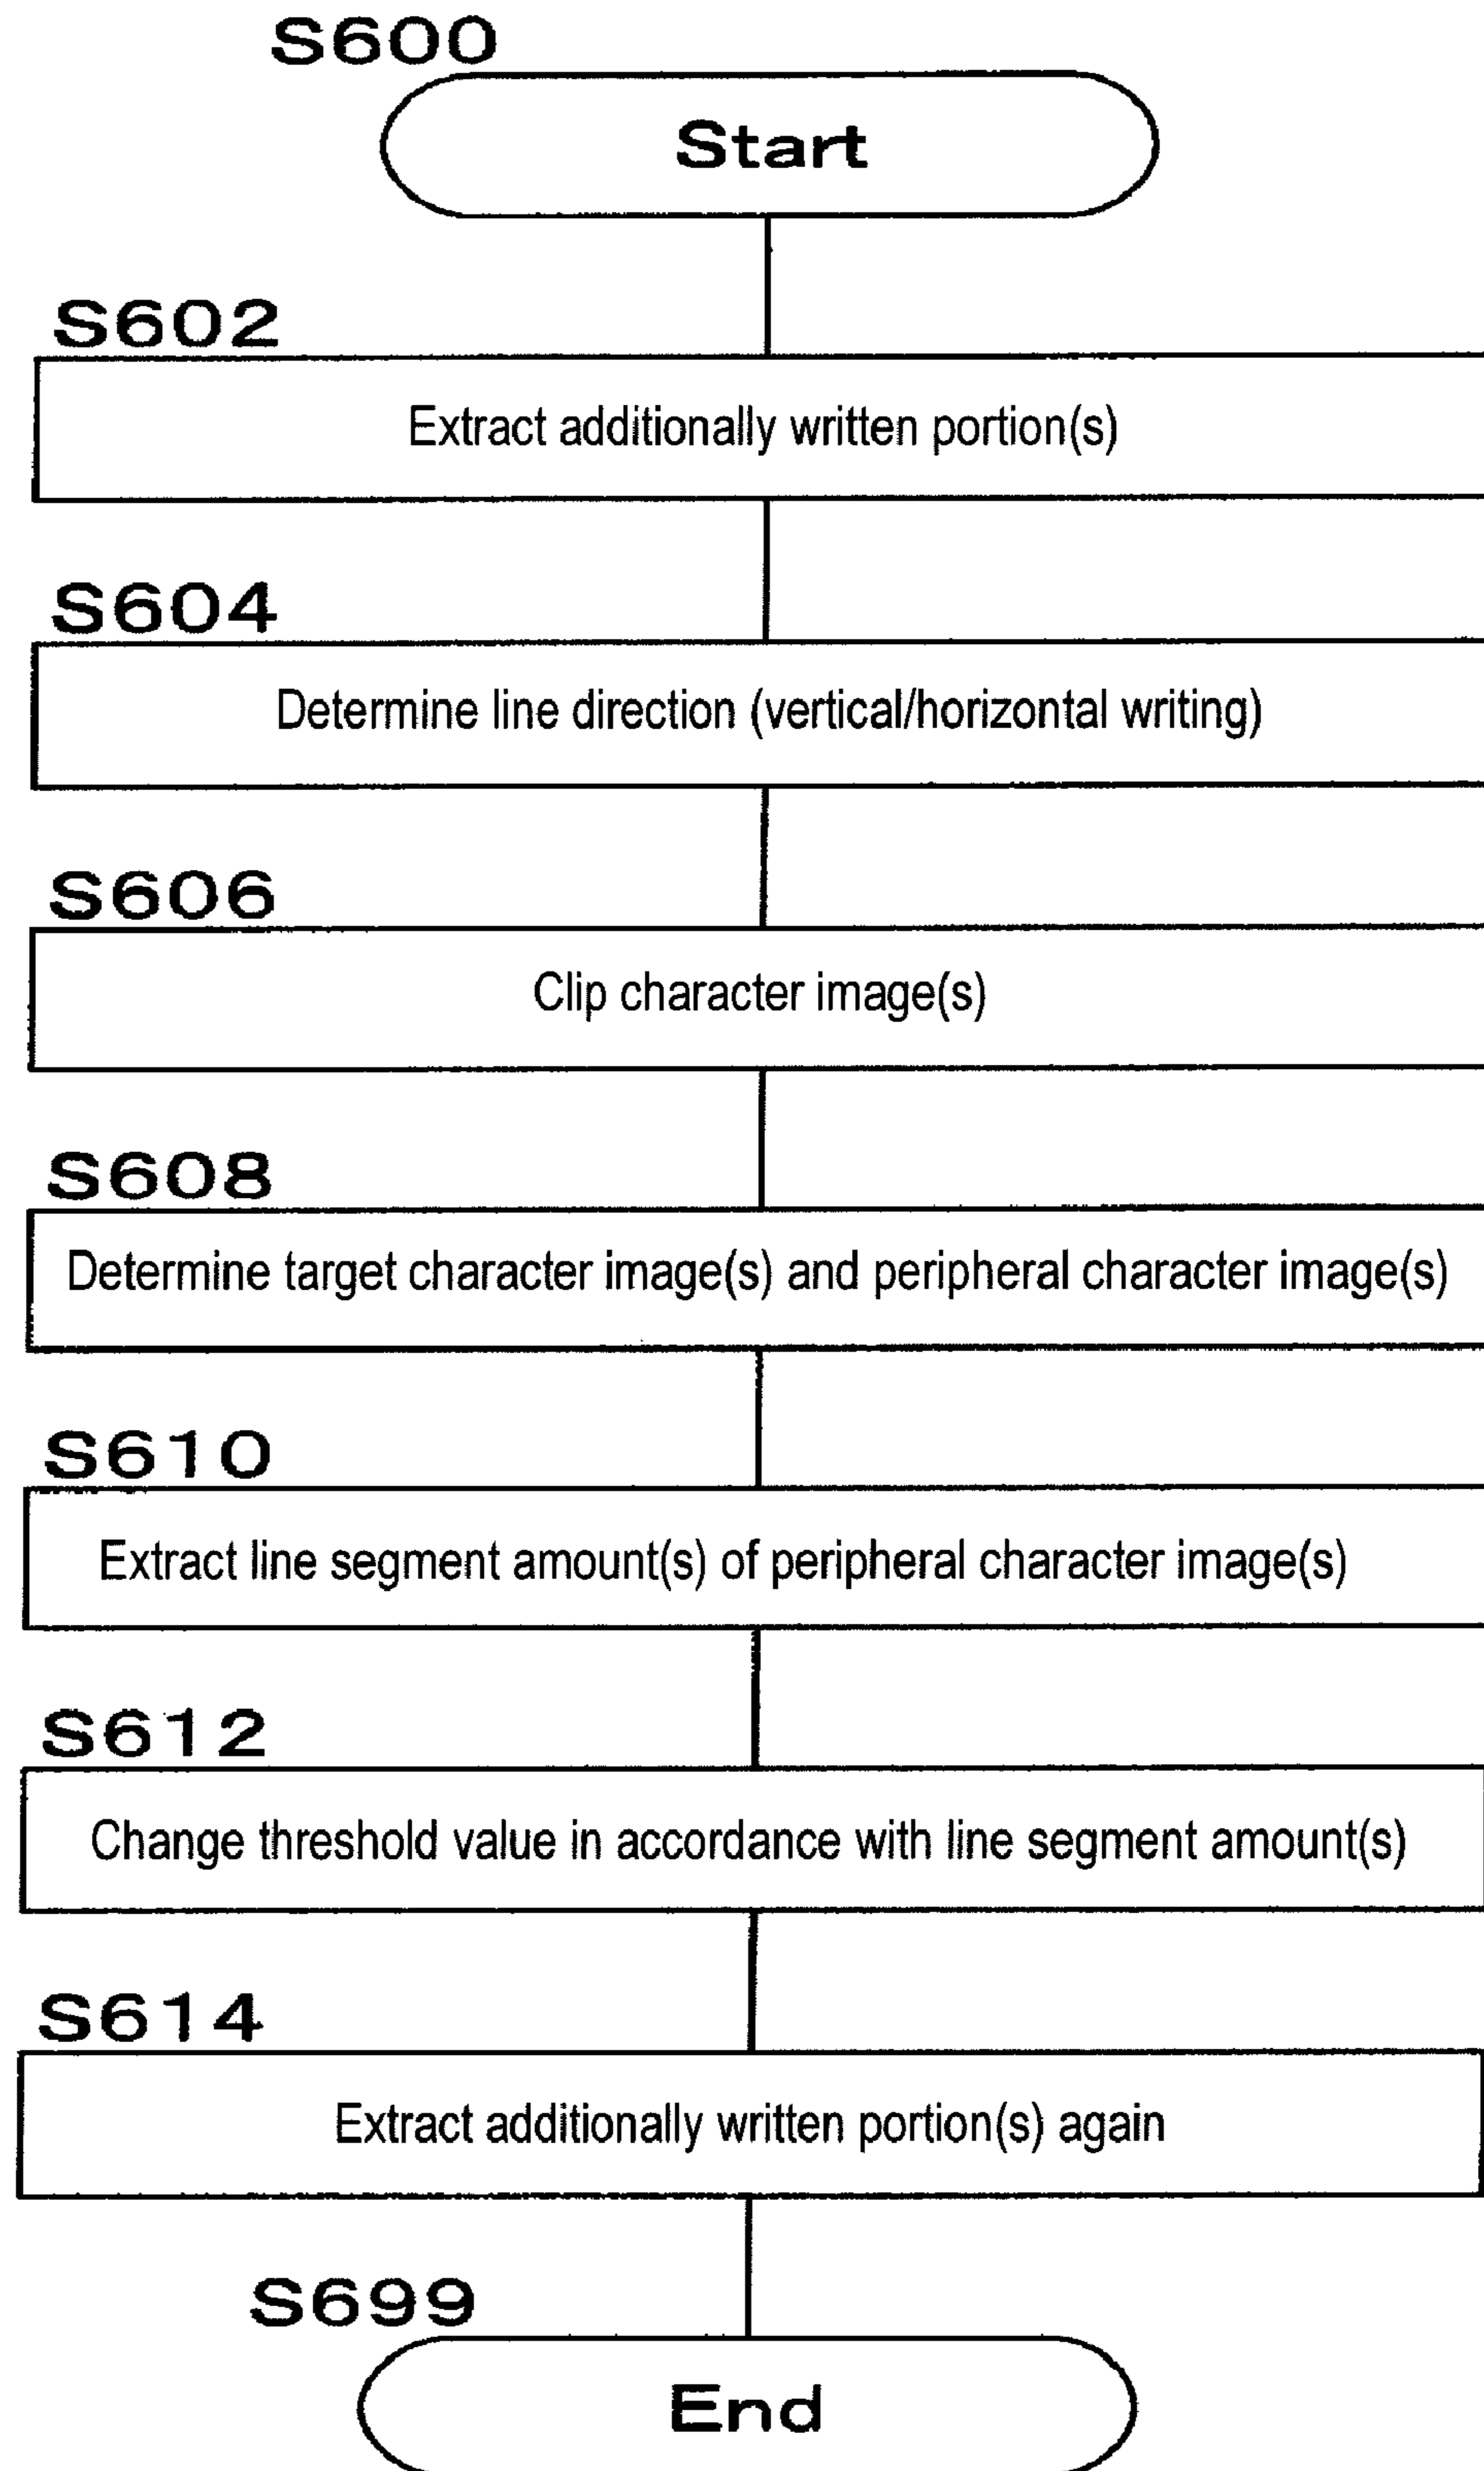 S600
Start
S602
Extract additionally written portion(s)
S604
Determine line direction (vertical/horizontal writing)
S606
Clip character image(s)
S608
Determine target character image(s) and peripheral character image(s)
S610
Extract line segment amount(s) of peripheral character image(s)
S612
Change threshold value in accordance with line segment amount(s)
S614
Extract additionally written portion(s) again
S699
End